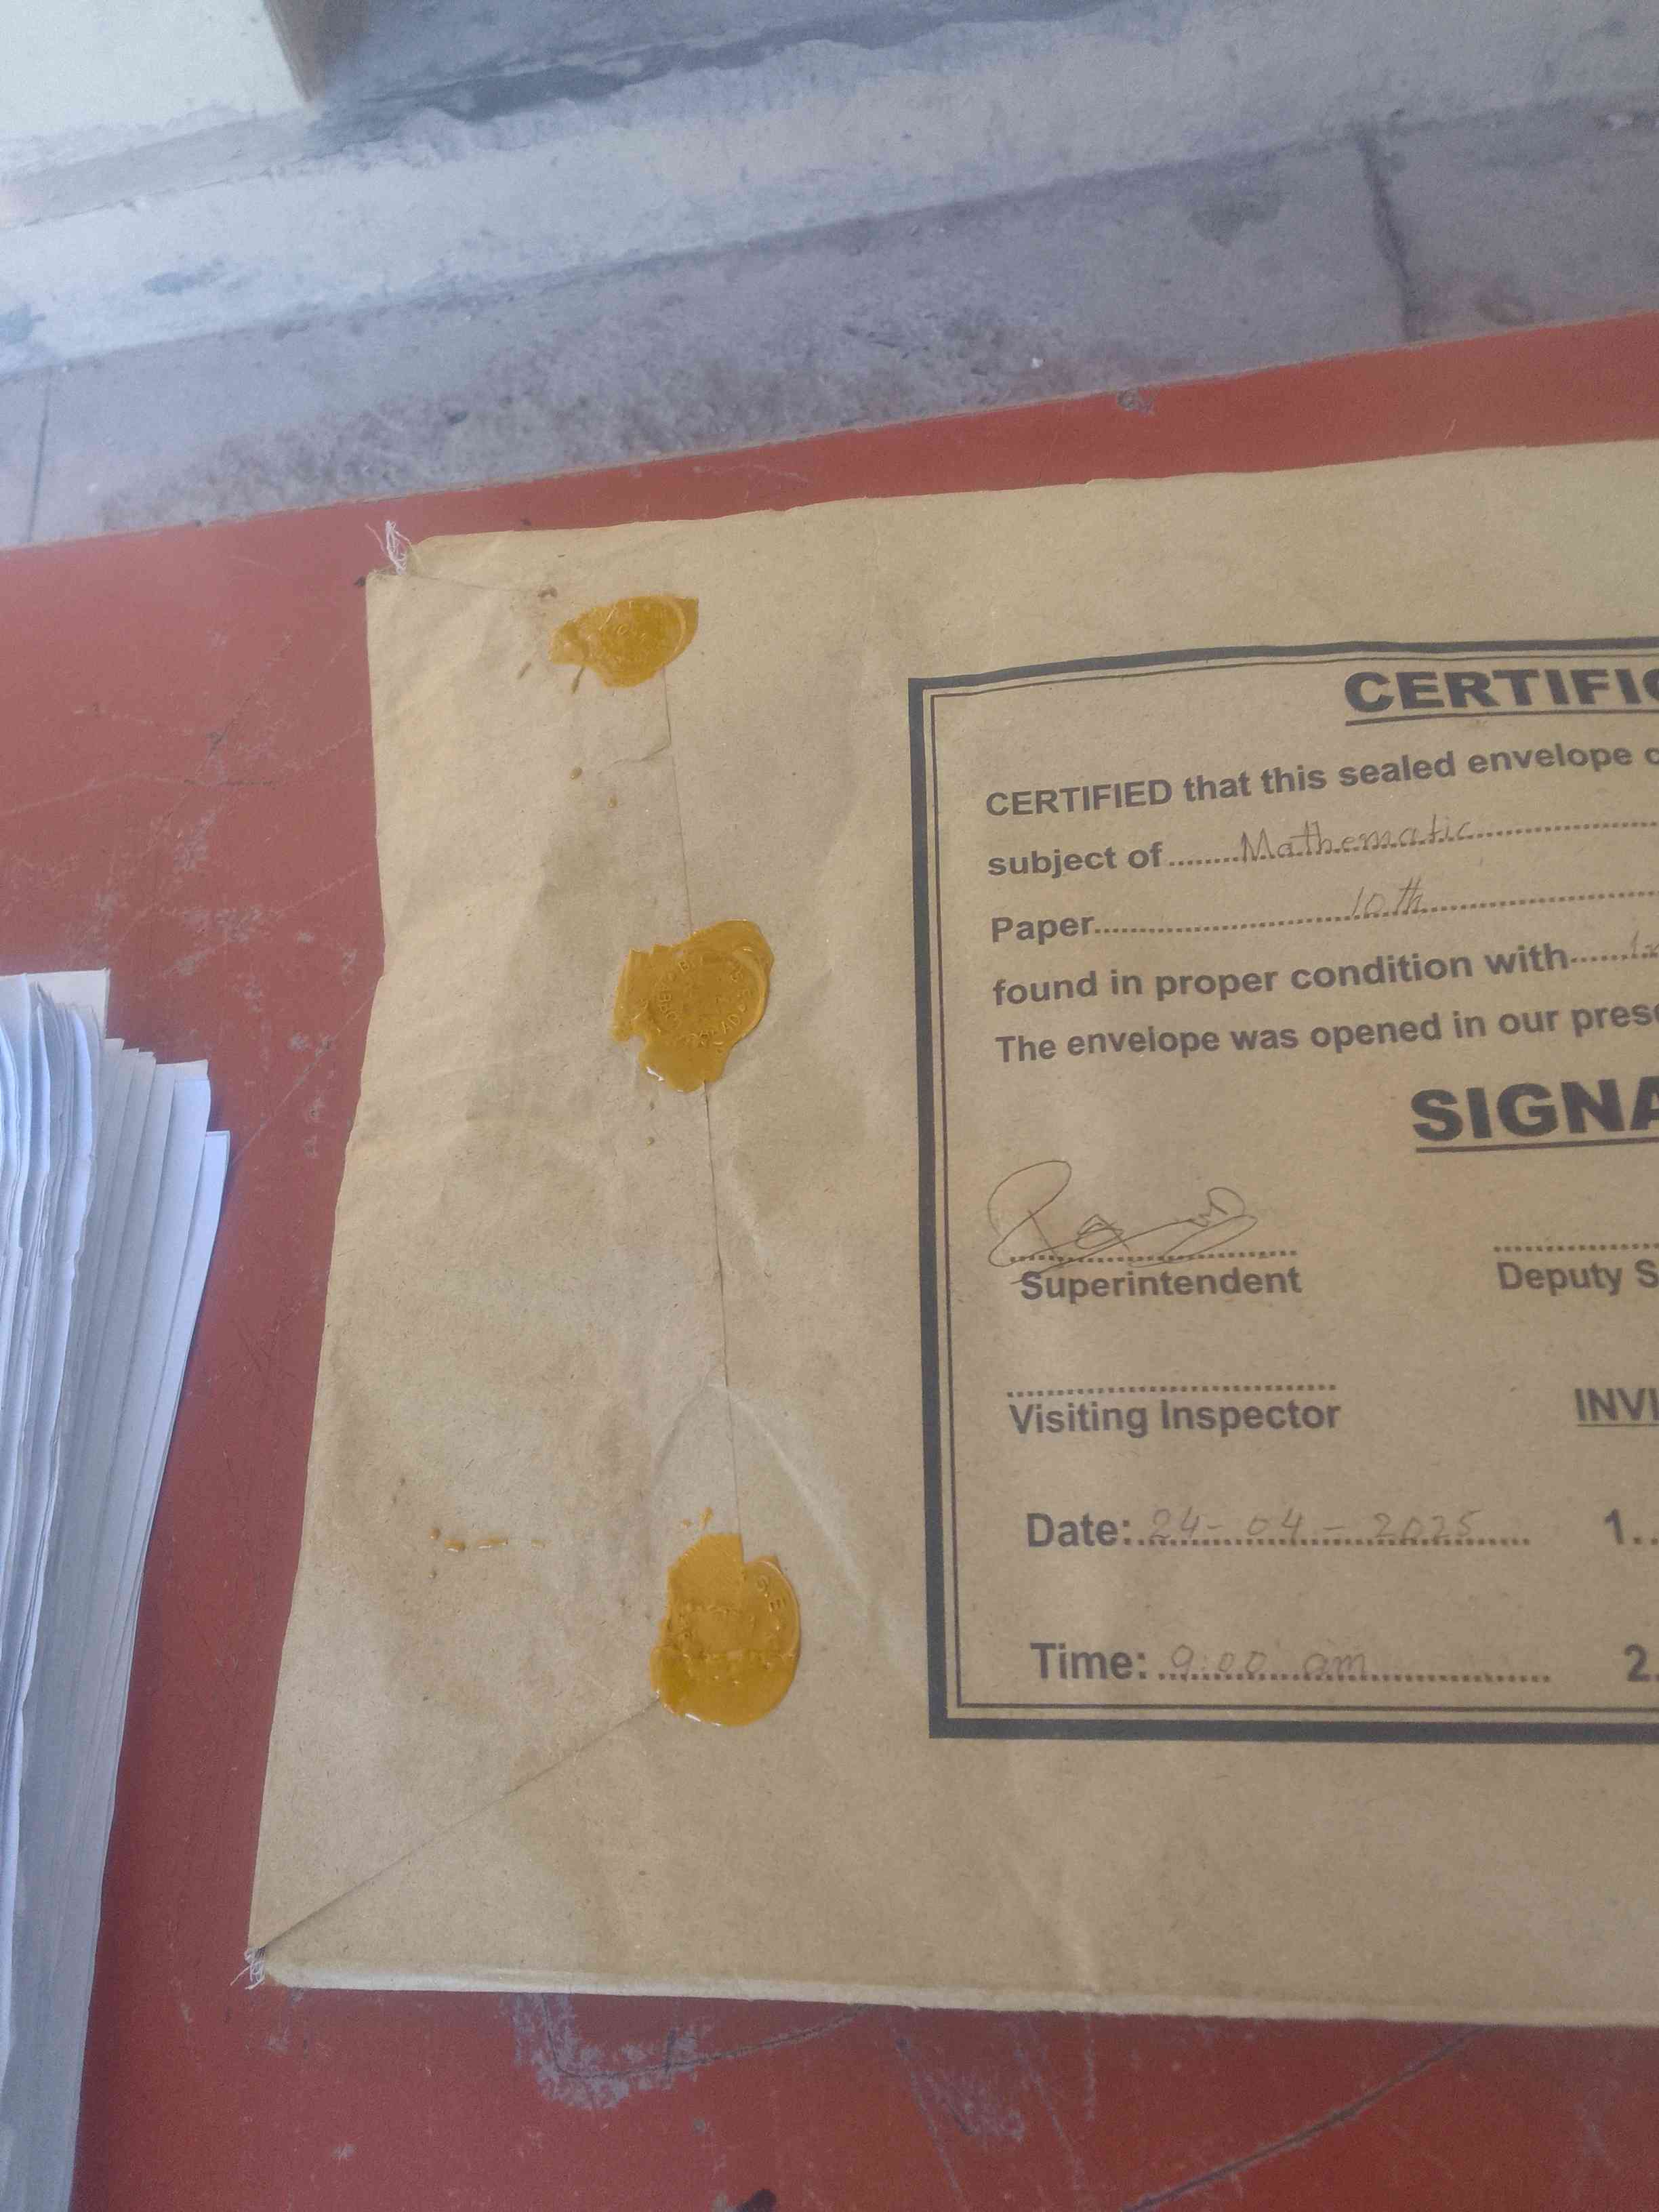 CERTIFIC
CERTIFIED that this sealed envelope
subject of ........Mathematic................
Paper....................10th................
found in proper condition with
The envelope was opened in our pres
SIGNA
Superintendent
Deputy S
Visiting Inspector
INVI
Date: 24-04-2025
1..
Time: 9:00 am
2.